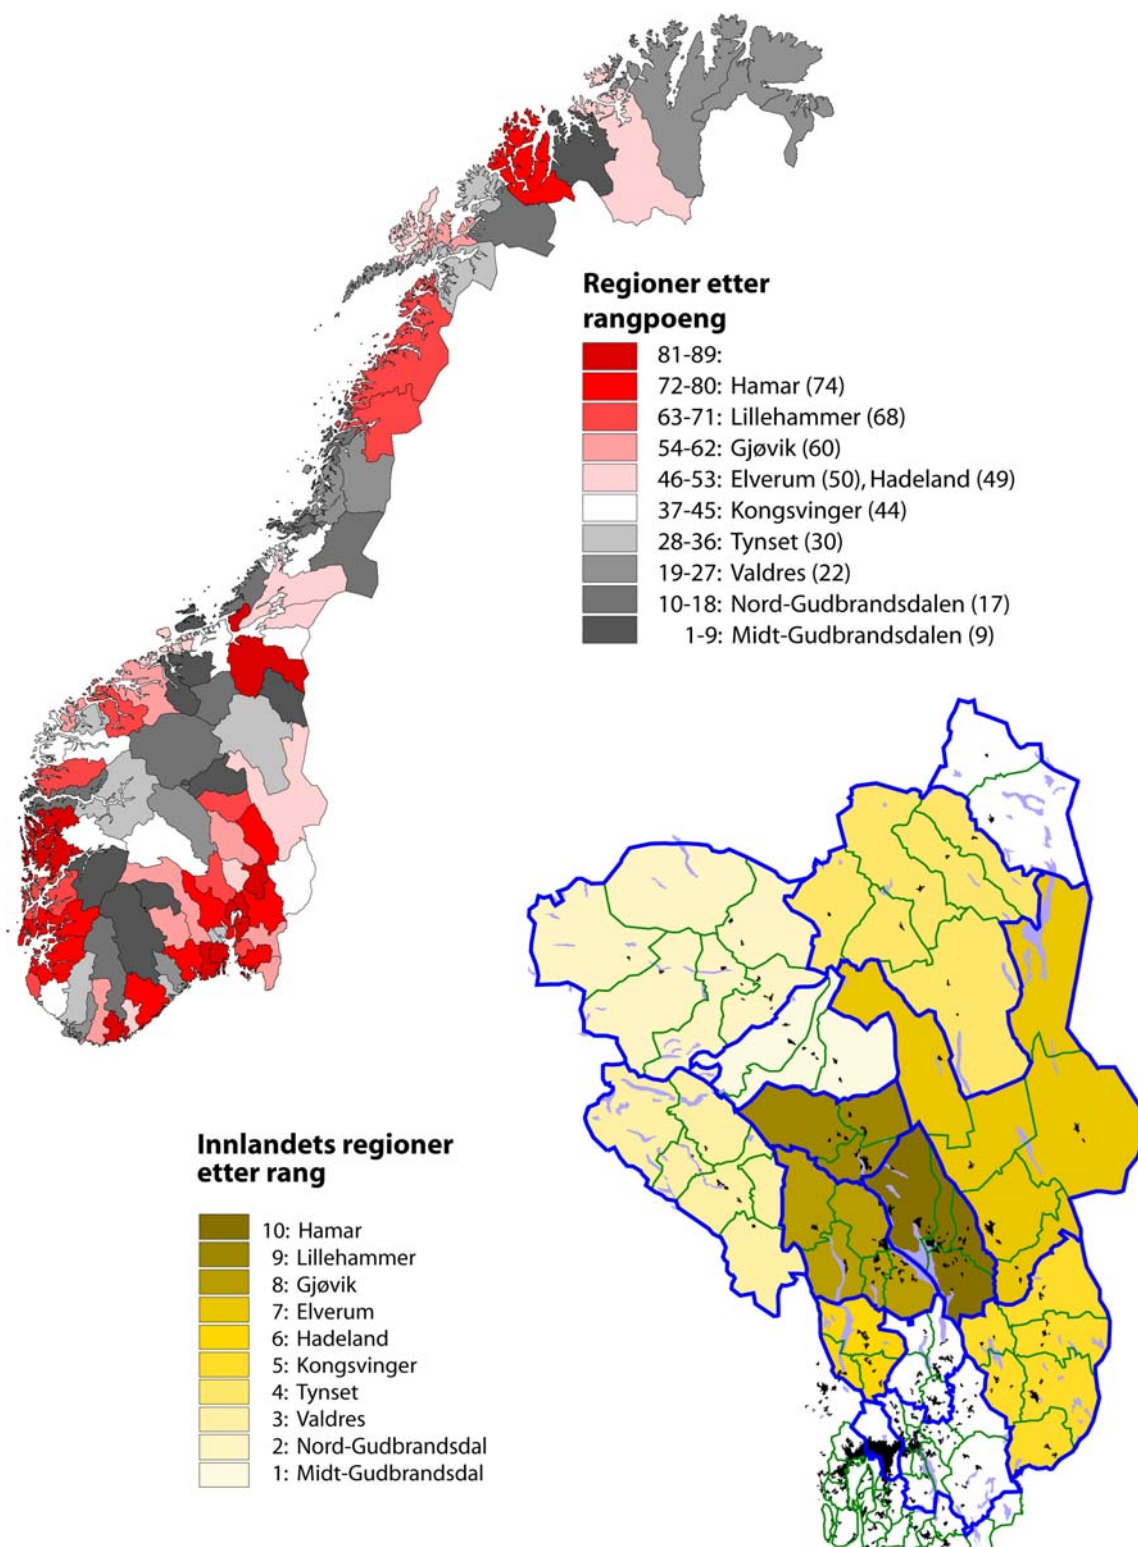 Regioner etter
rangpoeng
81-89:
72-80: Hamar (74)
63-71: Lillehammer (68)
54-62: Gjøvik (60)
46-53: Elverum (50), Hadeland (49)
37-45: Kongsvinger (44)
28-36: Tynset (30)
19-27: Valdres (22)
10-18: Nord-Gudbrandsdalen (17)
1-9: Midt-Gudbrandsdalen (9)
Innlandets regioner
etter rang
10: Hamar
9: Lillehammer
8: Gjøvik
7: Elverum
6: Hadeland
5: Kongsvinger
4: Tynset
3: Valdres
2: Nord-Gudbrandsdal
1: Midt-Gudbrandsdal